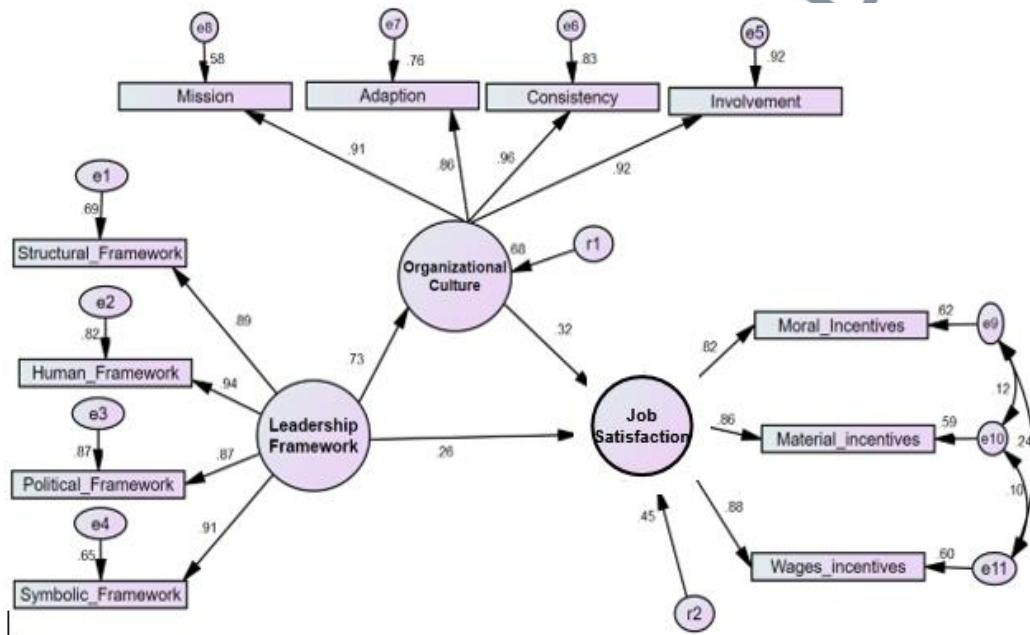 e8
e7
e6
e5
.58
.76
.83
.92
Mission
Adaption
Consistency
Involvement
.91
.86
.96
.92
e1
.69
Structural_Framework
.89
r1
.68
Organizational
Culture
e2
.82
Human_Framework
.94
.73
.32
e3
.87
Political_Framework
.87
Leadership
Framework
.26
e4
.65
Symbolic_Framework
.91
Job
Satisfaction
.82
Moral_Incentives
.62
e9
.12
.86
Material_incentives
.59
e10
.24
.10
.88
Wages_incentives
.60
e11
.45
r2